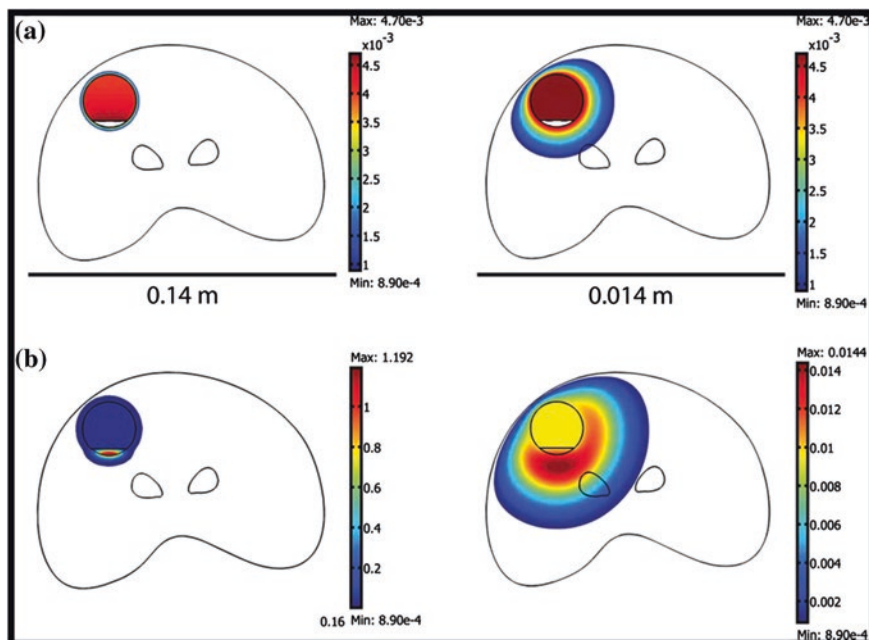 (a)
Max: 4.70e-3
x10-3
4.5
4
3.5
3
2.5
2
1.5
1
Min: 8.90e-4
0.14 m
Max: 4.70e-3
x10-3
4.5
4
3.5
3
2.5
2
1.5
1
Min: 8.90e-4
0.014 m
(b)
Max: 1.192
1
0.8
0.6
0.4
0.2
0.16
Min: 8.90e-4
Max: 0.0144
0.014
0.012
0.01
0.008
0.006
0.004
0.002
Min: 8.90e-4